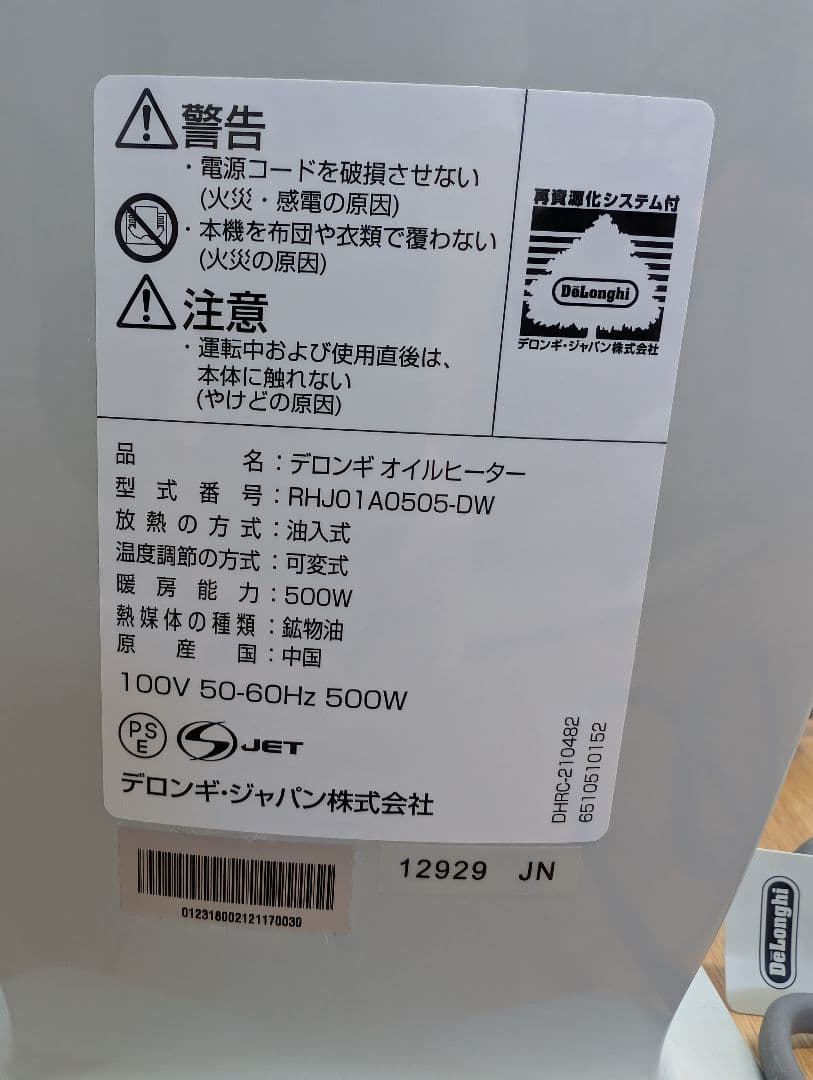 警告
・電源コードを破損させない
(火災・感電の原因)
・本機を布団や衣類で覆わない
(火災の原因)
注意
・運転中および使用直後は、
本体に触れない
(やけどの原因)
再資源化システム付
DeLonghi
デロンギ・ジャパン株式会社
品名:デロンギ オイルヒーター
型式番号:RHJ01A0505-DW
放熱の方式:油入式
温度調節の方式:可変式
暖房能力:500W
熱媒体の種類:鉱物油
原産国:中国
100V 50-60Hz 500W
PS
E
JET
デロンギ・ジャパン株式会社
DHRC-210482
6510510152
012318002121170030
12929 JN
DeLonghi